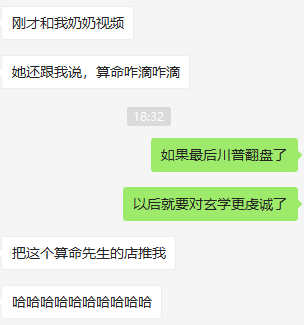 刚才和我奶奶视频
她还跟我说，算命咋滴咋滴
18:32
如果最后川普翻盘了
以后就要对玄学更虔诚了
把这个算命先生的店推我
哈哈哈哈哈哈哈哈哈哈